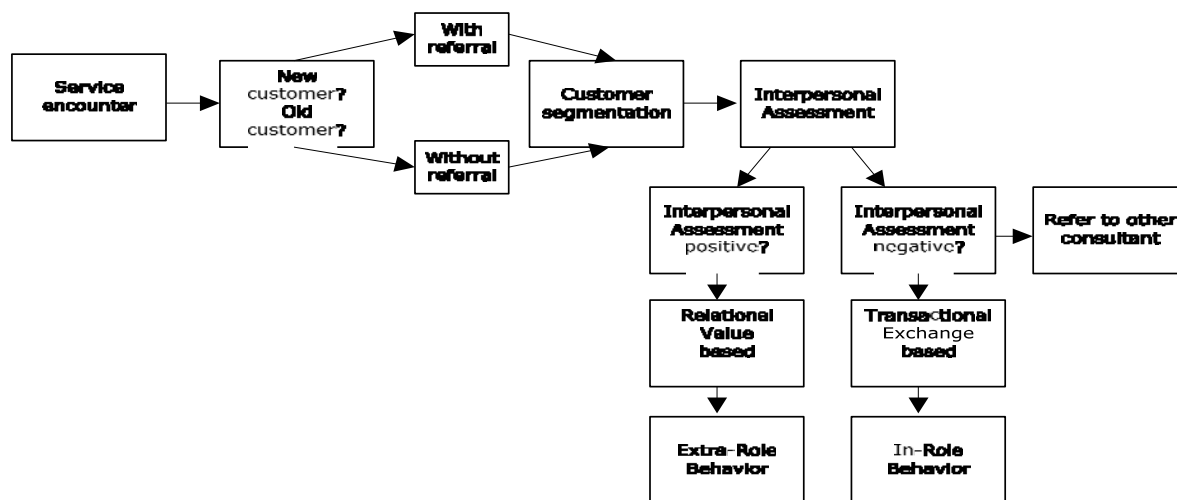 Service
encounter
New
customer?
Old
customer?
With
referral
Without
referral
Customer
segmentation
Interpersonal
Assessment
Interpersonal
Assessment
positive?
Interpersonal
Assessment
negative?
Refer to other
consultant
Relational
Value
based
Transactional
Exchange
based
Extra-Role
Behavior
In-Role
Behavior